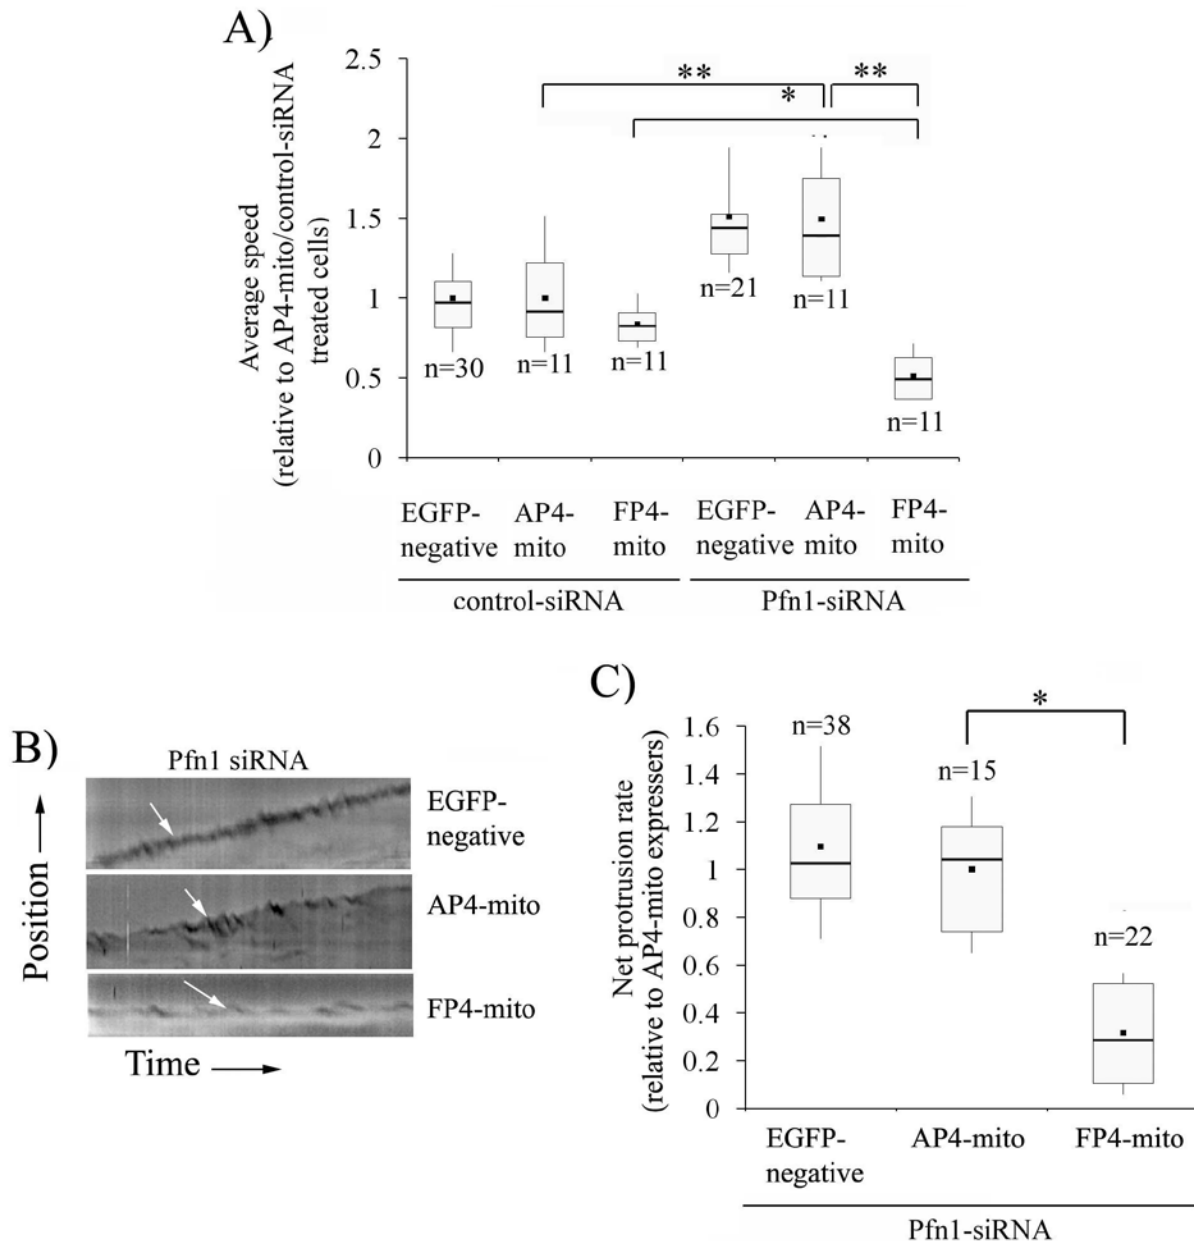 A)
Average speed
(relative to AP4-mito/control-siRNA
treated cells)
2.5
2
1.5
1
0.5
0
**
**
*
n=30
n=11
n=11
n=21
n=11
n=11
EGFP-
negative
AP4-
mito
FP4-
mito
EGFP-
negative
AP4-
mito
FP4-
mito
control-siRNA
Pfn1-siRNA
B)
Pfn1 siRNA
Position
EGFP-
negative
AP4-mito
FP4-mito
Time
C)
Net protrusion rate
(relative to AP4-mito expressers)
1.6
1.4
1.2
1
0.8
0.6
0.4
0.2
0
n=38
n=15
n=22
*
EGFP-
negative
AP4-mito
FP4-mito
Pfn1-siRNA